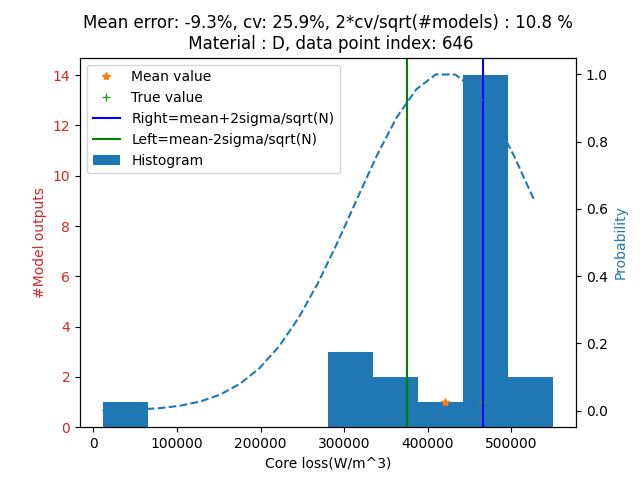 Mean error: -9.3%, cv: 25.9%, 2*cv/sqrt(#models) : 10.8 %
Material : D, data point index: 646
Mean value
True value
Right=mean+2sigma/sqrt(N)
Left=mean-2sigma/sqrt(N)
Histogram
14
12
10
8
6
4
2
0
#Model outputs
1.0
0.8
0.6
0.4
0.2
0.0
Probability
0
100000
200000
300000
400000
500000
Core loss(W/m^3)